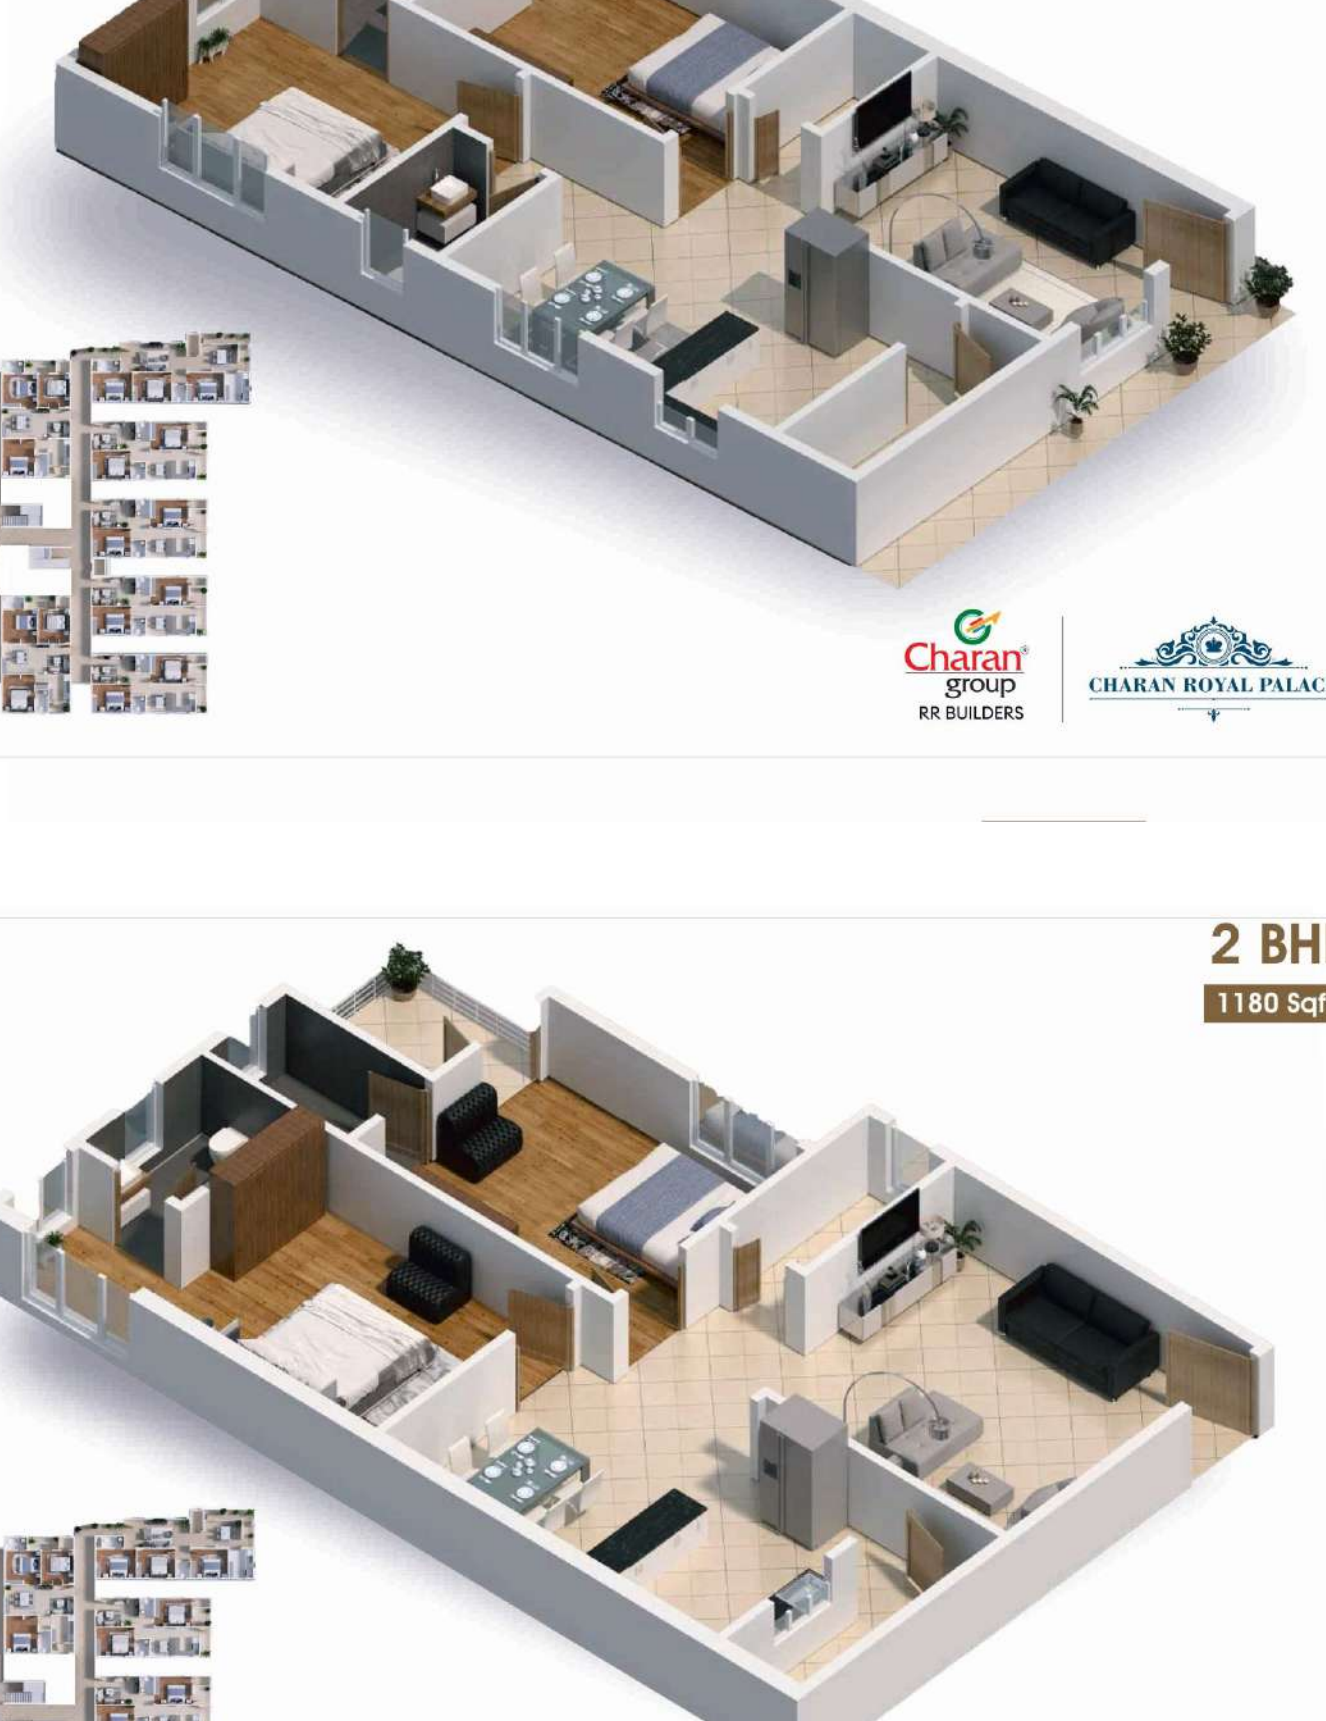 Charan®
group
RR BUILDERS
CHARAN ROYAL PALAC
2 BH
1180 Sqf